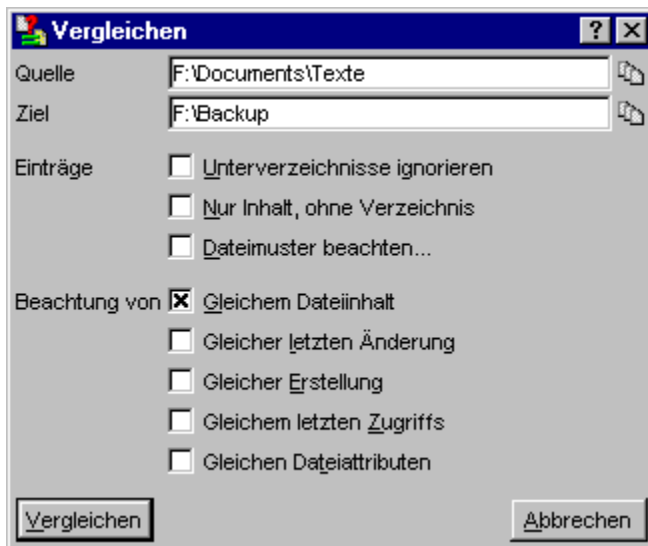 Vergleichen
Quelle F:\Documents\Texte
Ziel F:\Backup
Einträge Unterverzeichnisse ignorieren
Nur Inhalt, ohne Verzeichnis
Dateimuster beachten...
Beachtung von Gleichem Dateiinhalt
Gleicher letzten Änderung
Gleicher Erstellung
Gleichem letzten Zugriffs
Gleichen Dateiattributen
Vergleichen Abbrechen